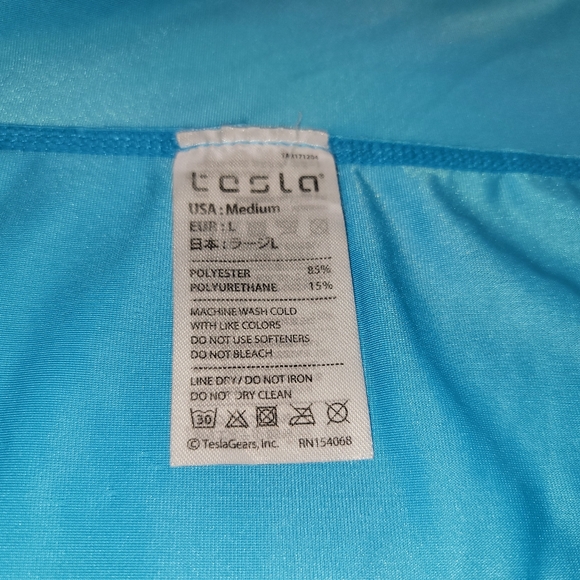 tesla
USA : Medium
EUR : L
日本 : ラージL
POLYESTER 85%
POLYURETHANE 15%
MACHINE WASH COLD
WITH LIKE COLORS
DO NOT USE SOFTENERS
DO NOT BLEACH
LINE DRY / DO NOT IRON
DO NOT DRY CLEAN
30
© TeslaGears, Inc. RN154068